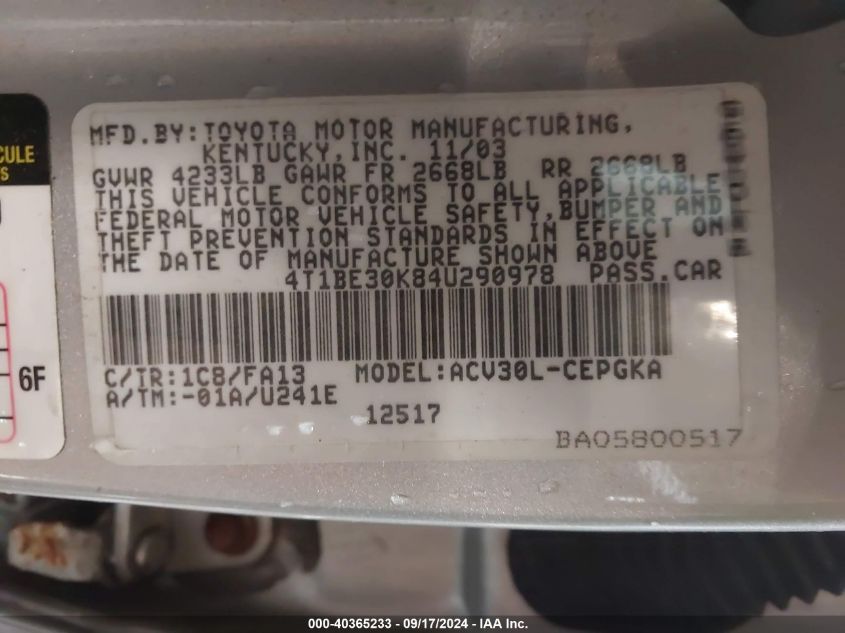 MFD.BY:TOYOTA MOTOR MANUFACTURING,
KENTUCKY,INC. 11/03
GVWR 4233LB GAWR FR 2668LB RR 2668LB
THIS VEHICLE CONFORMS TO ALL APPLICABLE
FEDERAL MOTOR VEHICLE SAFETY,BUMPER AND
THEFT PREVENTION STANDARDS IN EFFECT ON
THE DATE OF MANUFACTURE SHOWN ABOVE
4T1BE30K84U290978 PASS.CAR
C/TR:1C8/FA13 MODEL:ACV30L-CEPGKA
A/TM:-01A/U241E
12517
BA05800517
CULE
S
6F
000-40365233 - 09/17/2024 - IAA Inc.